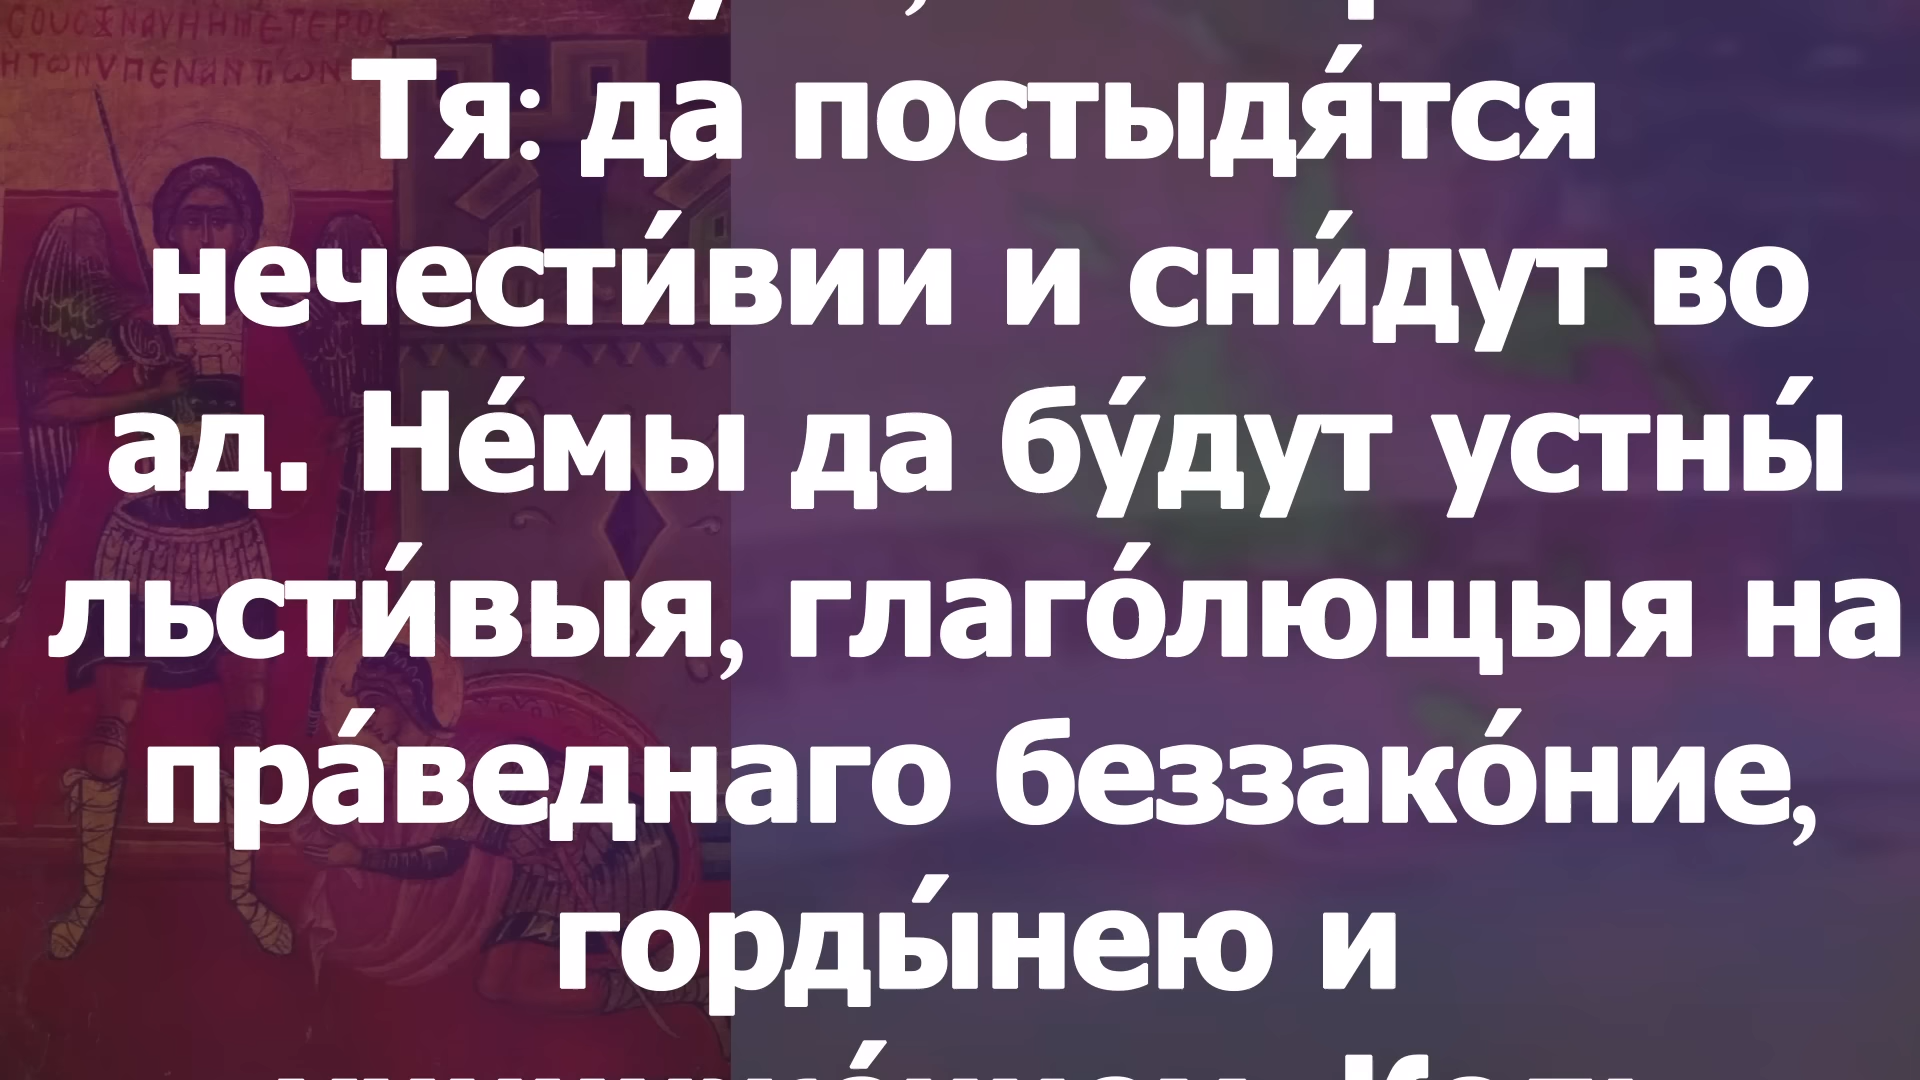 Тя: да постыдя́тся
нечести́вии и сни́дут во
ад. Не́мы да бу́дут устны́
льсти́выя, глаго́лющыя на
пра́веднаго беззако́ние,
горды́нею и